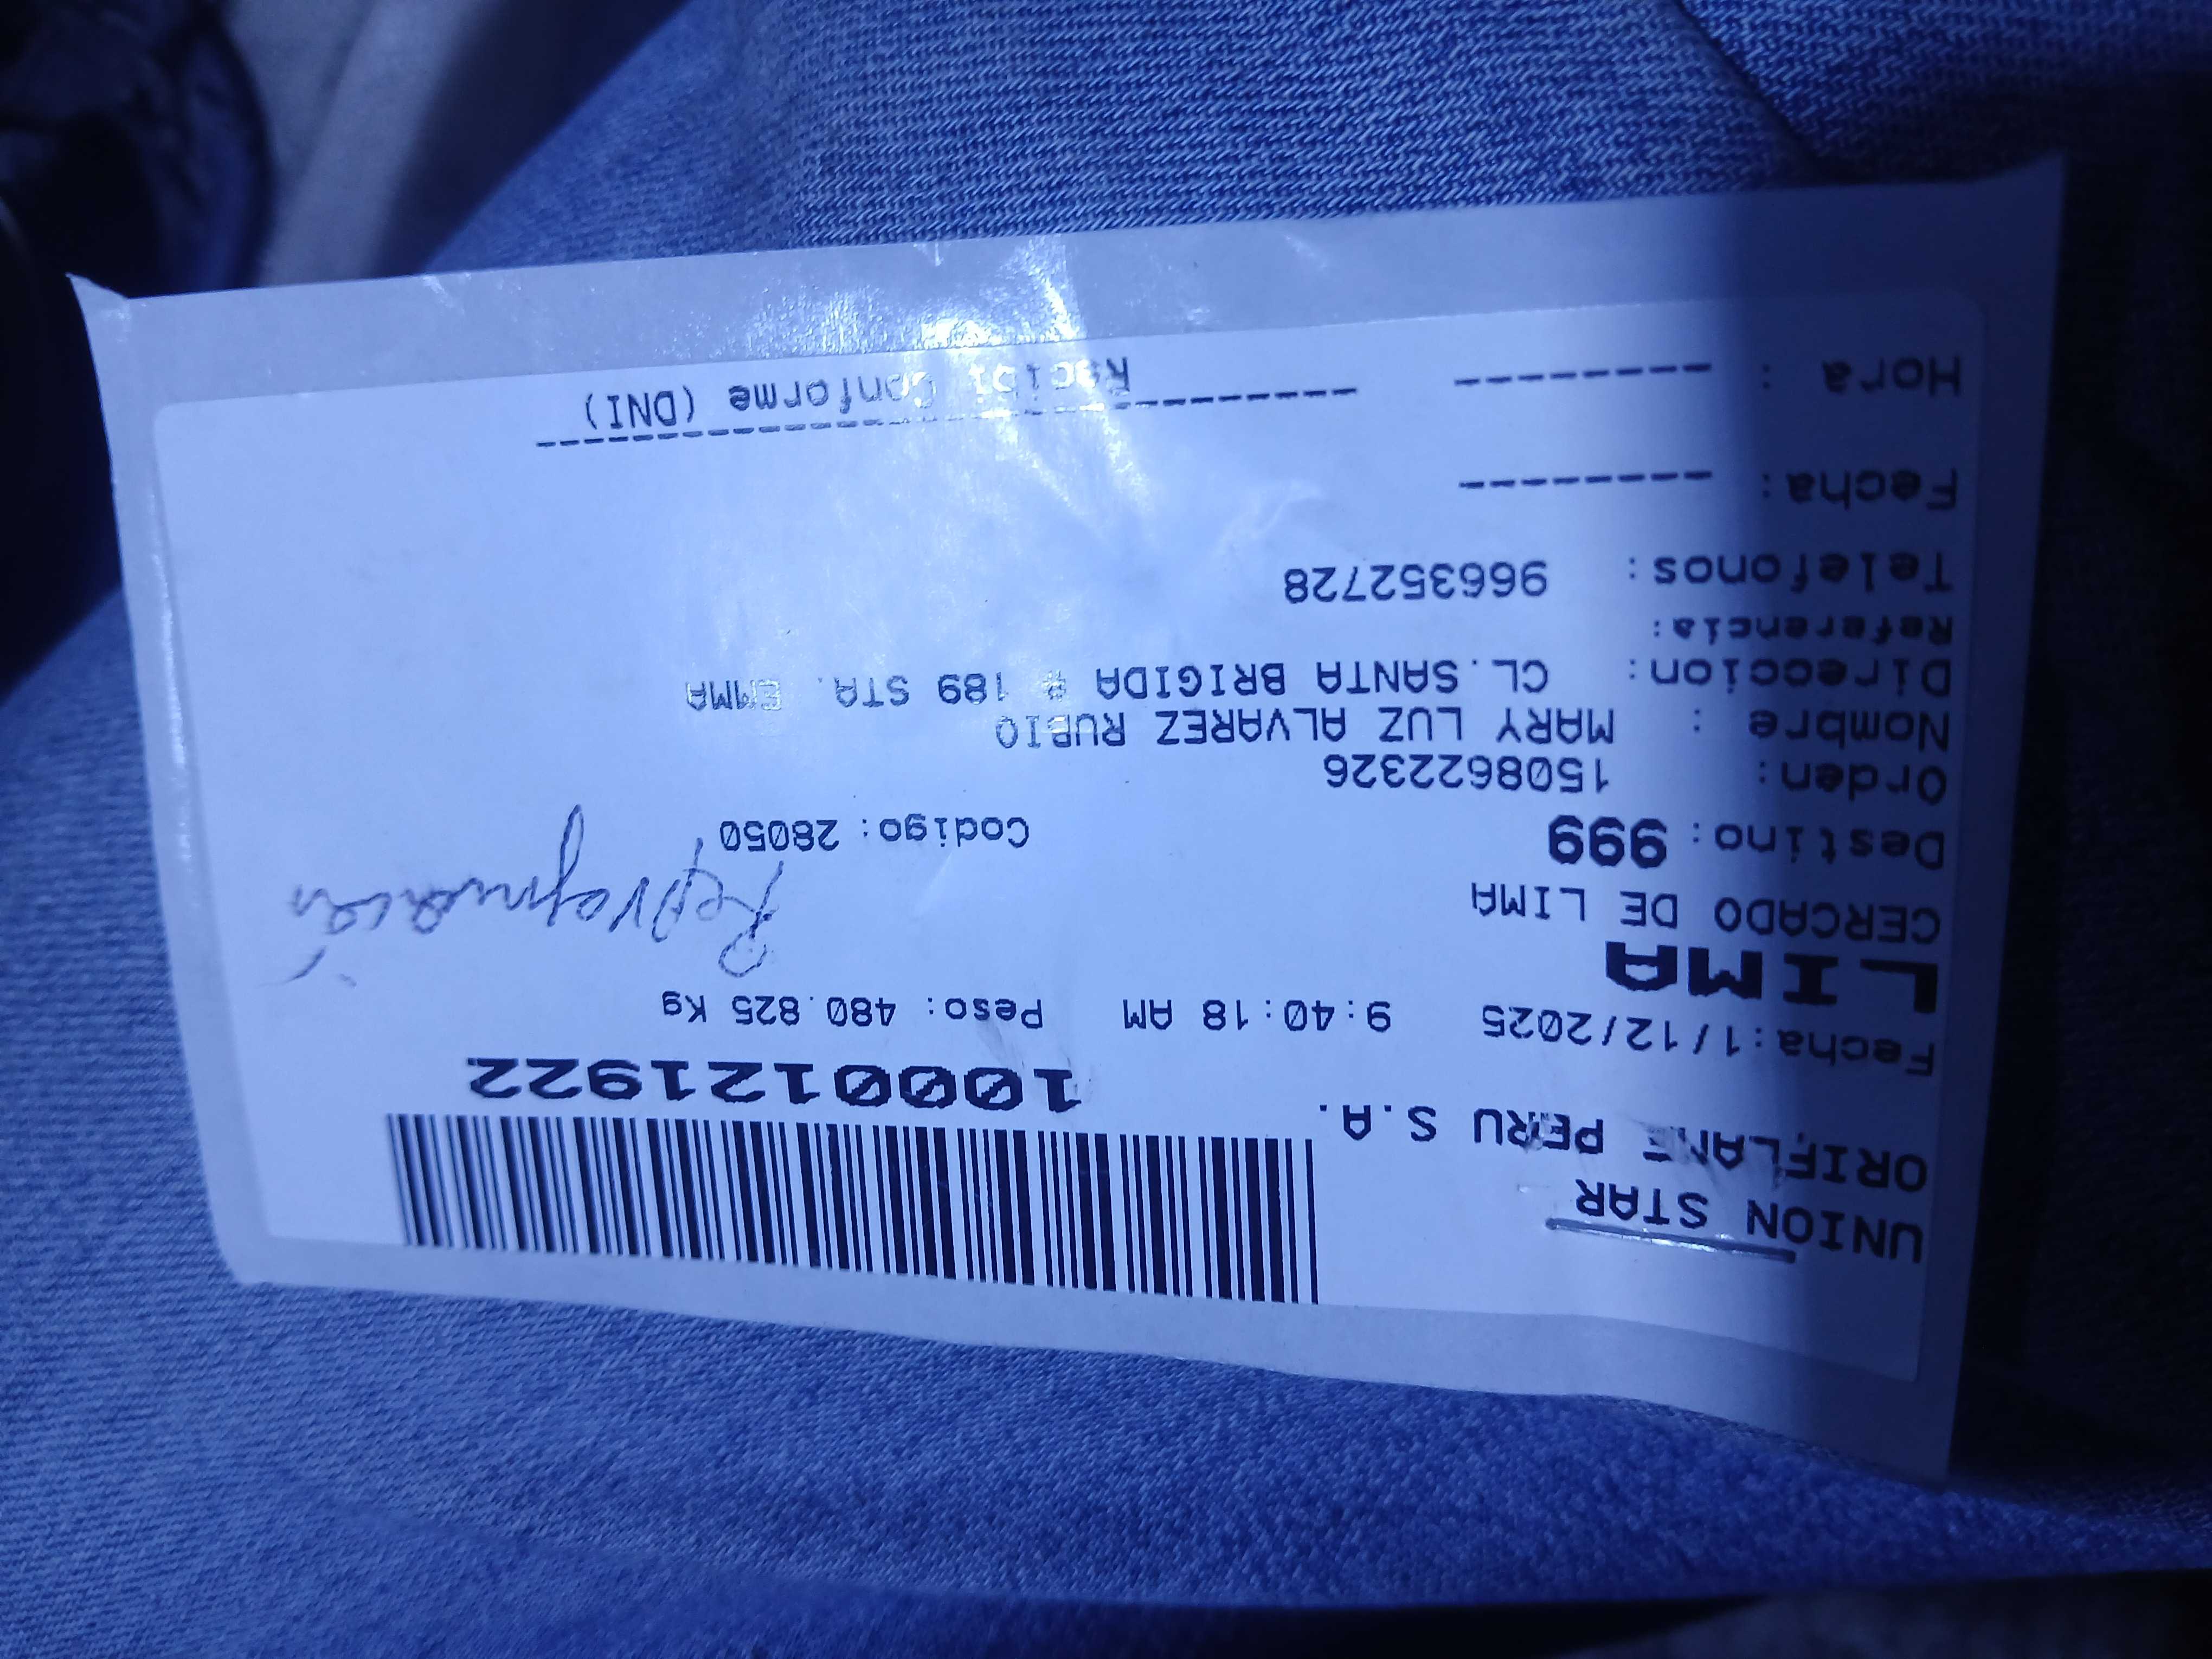 UNION STAR
ORIFLAME PERU S.A.
1000121922
Fecha:1/12/2025 9:40:18 AM Peso: 480.825 Kg
LIMA
CERCADO DE LIMA
Destino: 999 Codigo: 28050
Orden: 1508622326
Nombre : MARY LUZ ALVAREZ RUBIO
Direccion: CL.SANTA BRIGIDA # 189 STA. EMMA
Referencia:
Telefonos: 966352728
Fecha: ---------
Hora : ---------
Recibi Conforme (DNI)